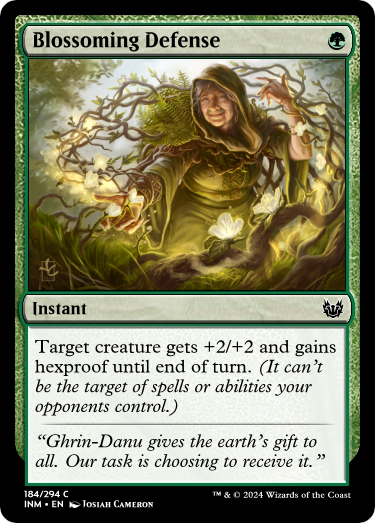 Blossoming Defense
Instant
Target creature gets +2/+2 and gains
hexproof until end of turn. (It can't
be the target of spells or abilities your
opponents control.)
“Ghrin-Danu gives the earth's gift to
all. Our task is choosing to receive it.”
184/294 C
INM • EN Josiah Cameron
™ & © 2024 Wizards of the Coast